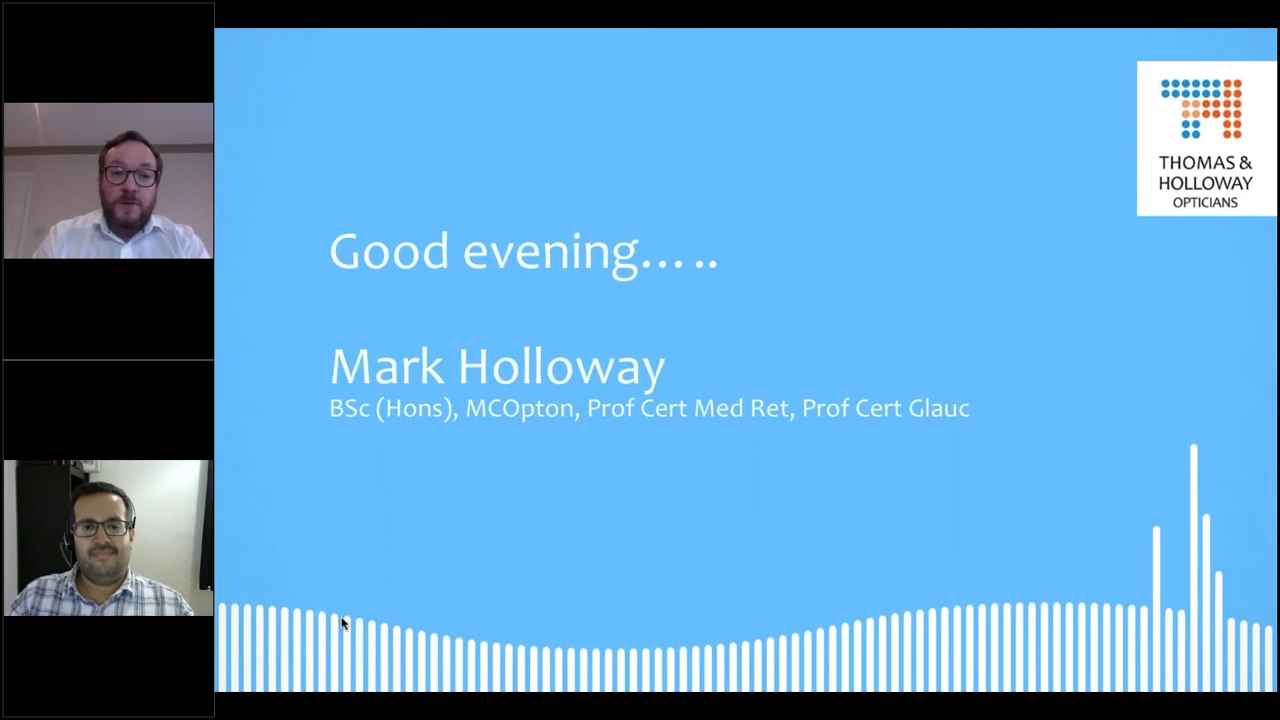 THOMAS &
HOLLOWAY
OPTICIANS
Good evening.....
Mark Holloway
BSc (Hons), MCOpton, Prof Cert Med Ret, Prof Cert Glauc